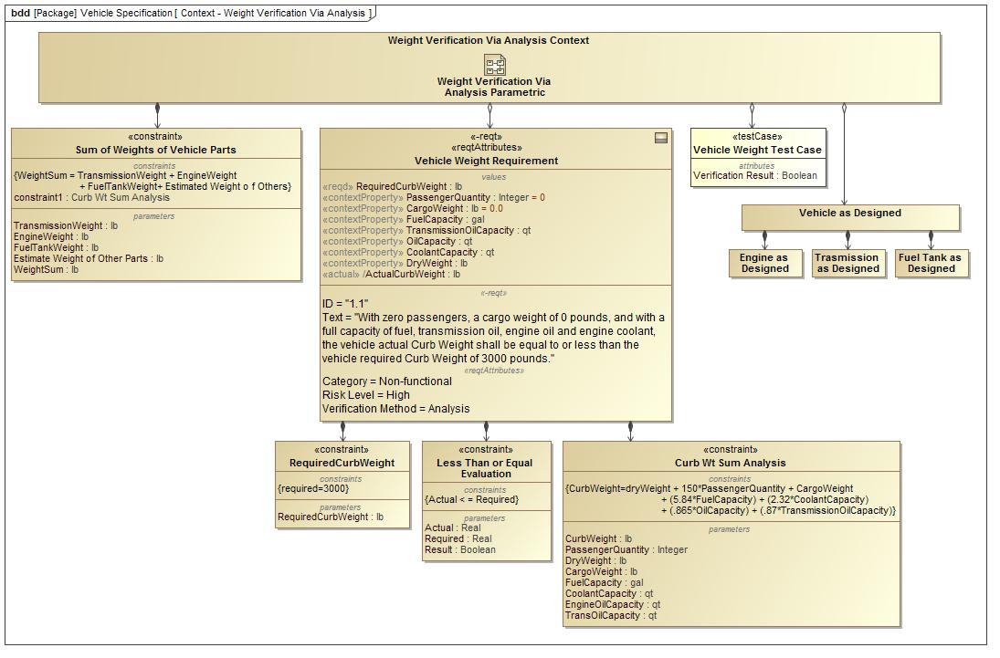 bdd [Package] Vehicle Specification [ Context - Weight Verification Via Analysis ]
Weight Verification Via Analysis Context
Weight Verification Via
Analysis Parametric
«constraint»
Sum of Weights of Vehicle Parts
constraints
{WeightSum = TransmissionWeight + EngineWeight
+ FuelTankWeight+ Estimated Weight o f Others}
constraint1 : Curb Wt Sum Analysis
parameters
TransmissionWeight : lb
EngineWeight : lb
FuelTankWeight : lb
Estimate Weight of Other Parts : lb
WeightSum : lb
«-reqt»
«reqtAttributes»
Vehicle Weight Requirement
values
«reqd» RequiredCurbWeight : lb
«contextProperty» PassengerQuantity : Integer = 0
«contextProperty» CargoWeight : lb = 0.0
«contextProperty» FuelCapacity : gal
«contextProperty» TransmissionOilCapacity : qt
«contextProperty» OilCapacity : qt
«contextProperty» CoolantCapacity : qt
«contextProperty» DryWeight : lb
«actual» /ActualCurbWeight : lb
«-reqt»
ID = "1.1"
Text = "With zero passengers, a cargo weight of 0 pounds, and with a
full capacity of fuel, transmission oil, engine oil and engine coolant,
the vehicle actual Curb Weight shall be equal to or less than the
vehicle required Curb Weight of 3000 pounds."
«reqtAttributes»
Category = Non-functional
Risk Level = High
Verification Method = Analysis
«testCase»
Vehicle Weight Test Case
attributes
Verification Result : Boolean
Vehicle as Designed
Engine as
Designed
Trasmission
as Designed
Fuel Tank as
Designed
«constraint»
RequiredCurbWeight
constraints
{required=3000}
parameters
RequiredCurbWeight : lb
«constraint»
Less Than or Equal
Evaluation
constraints
{Actual < = Required}
parameters
Actual : Real
Required : Real
Result : Boolean
«constraint»
Curb Wt Sum Analysis
constraints
{CurbWeight=dryWeight + 150*PassengerQuantity + CargoWeight
+ (5.84*FuelCapacity) + (2.32*CoolantCapacity)
+ (.865*OilCapacity) + (.87*TransmissionOilCapacity)}
parameters
CurbWeight : lb
PassengerQuantity : Integer
DryWeight : lb
CargoWeight : lb
FuelCapacity : gal
CoolantCapacity : qt
EngineOilCapacity : qt
TransOilCapacity : qt